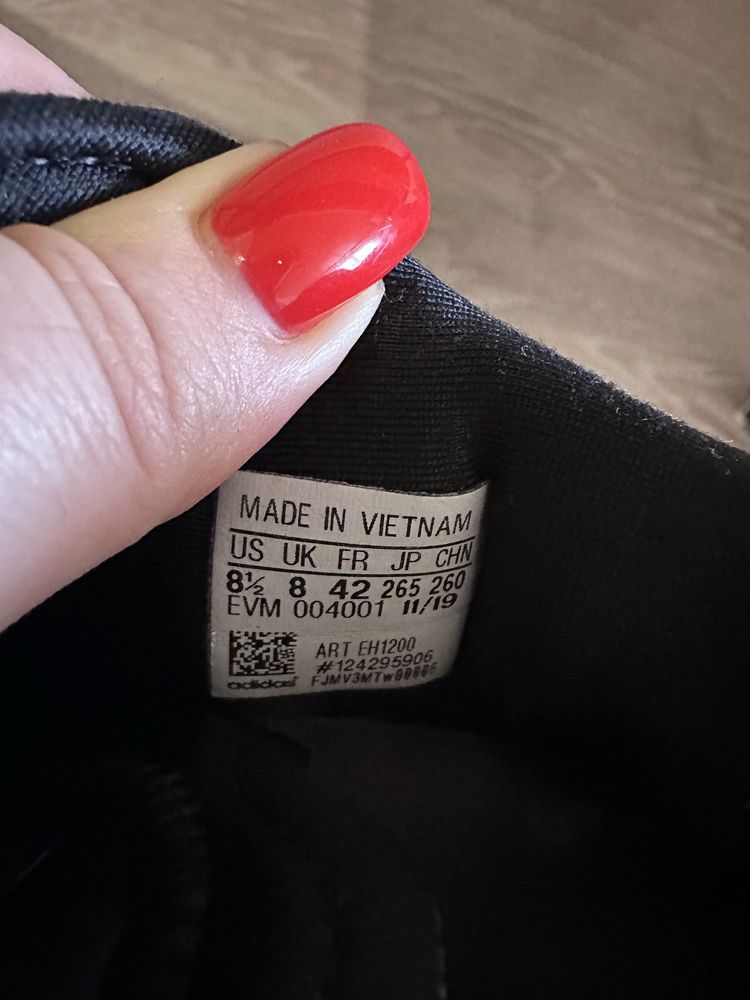 MADE IN VIETNAM
US UK FR JP CHN
8½ 8 42 265 260
EVM 004001 11/19
ART EH1200
#124295906
adidas